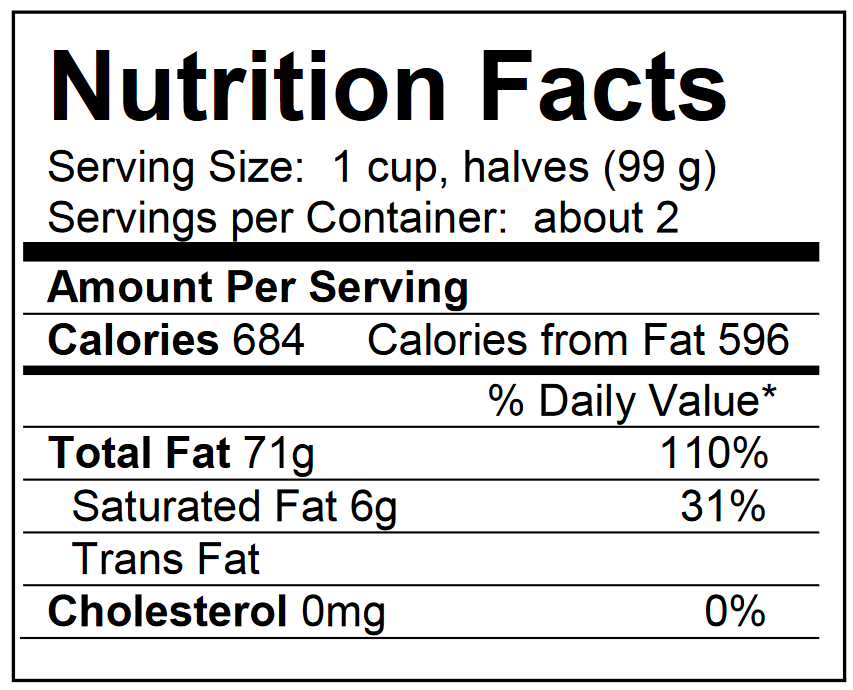 Nutrition Facts
Serving Size:  1 cup, halves (99 g)
Servings per Container:  about 2
Amount Per Serving
Calories 684    Calories from Fat 596
% Daily Value*
Total Fat 71g    110%
Saturated Fat 6g    31%
Trans Fat
Cholesterol 0mg    0%